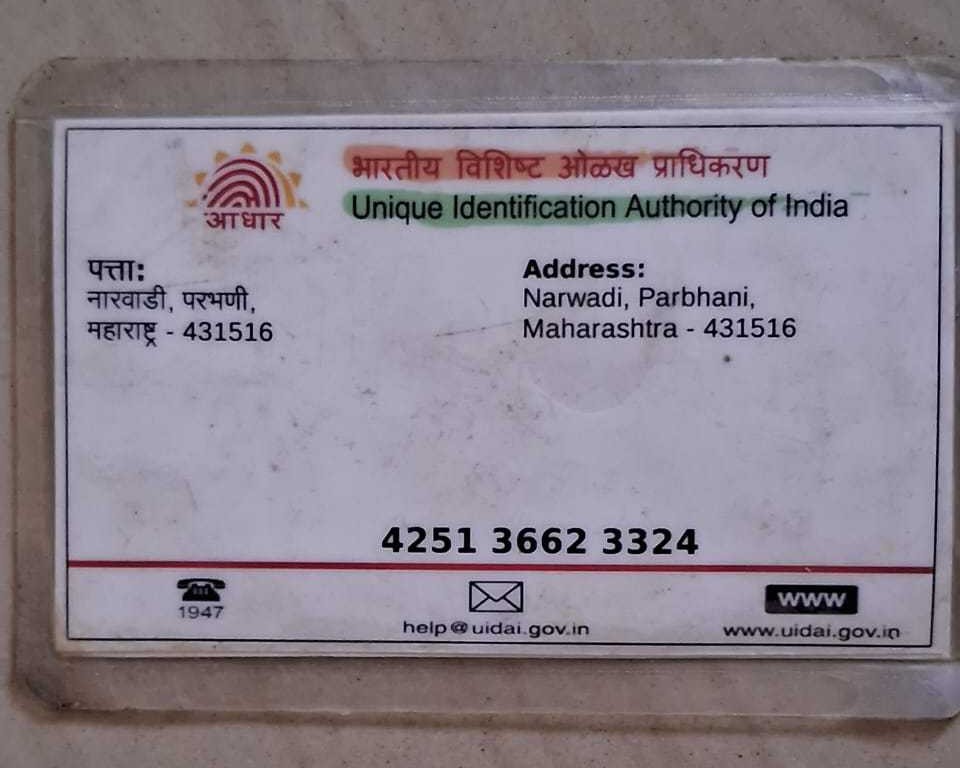 आधार
भारतीय विशिष्ट ओळख प्राधिकरण
Unique Identification Authority of India
पत्ता:
नारवाडी, परभणी,
महाराष्ट्र - 431516
Address:
Narwadi, Parbhani,
Maharashtra - 431516
4251 3662 3324
1947
help@uidai.gov.in
www
www.uidai.gov.in